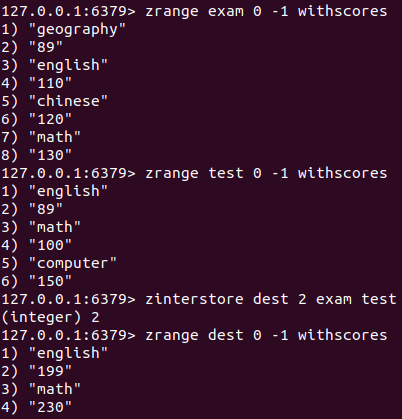 127.0.0.1:6379> zrange exam 0 -1 withscores
1) "geography"
2) "89"
3) "english"
4) "110"
5) "chinese"
6) "120"
7) "math"
8) "130"
127.0.0.1:6379> zrange test 0 -1 withscores
1) "english"
2) "89"
3) "math"
4) "100"
5) "computer"
6) "150"
127.0.0.1:6379> zinterstore dest 2 exam test
(integer) 2
127.0.0.1:6379> zrange dest 0 -1 withscores
1) "english"
2) "199"
3) "math"
4) "230"